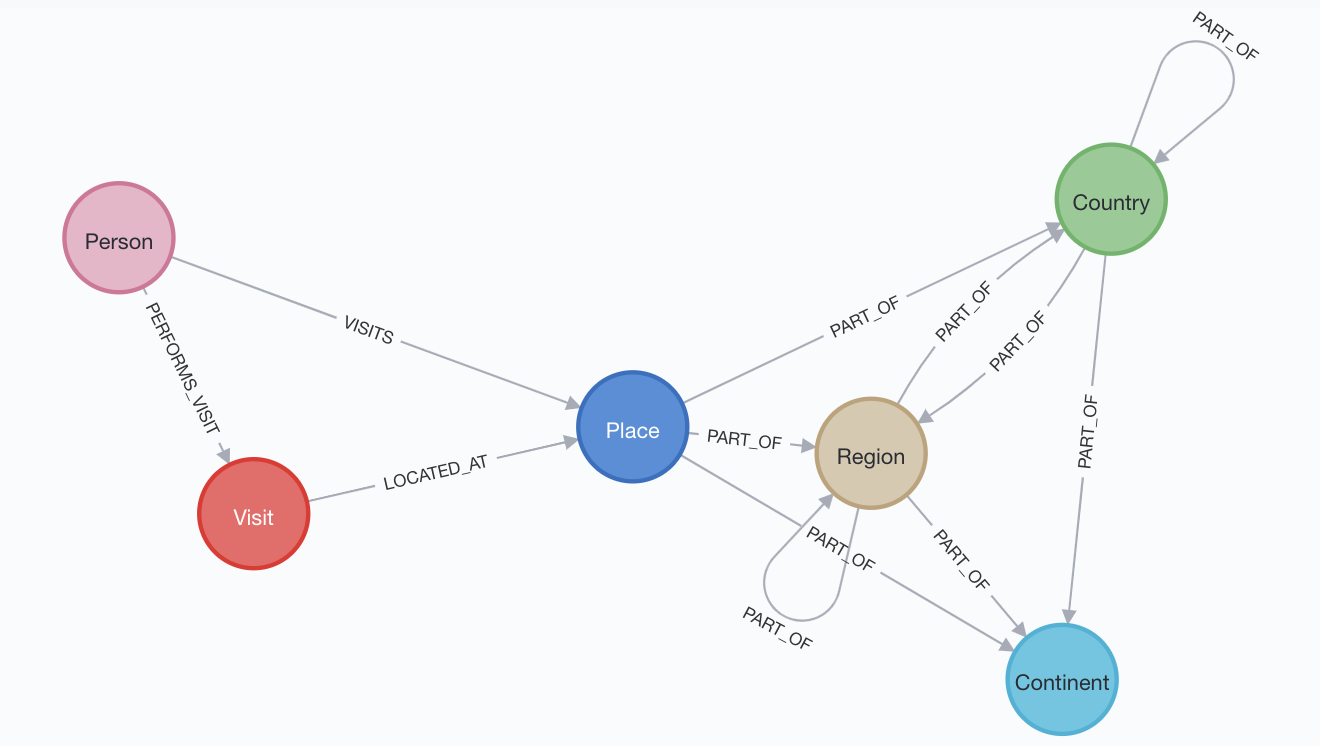 PART_OF
Country
Person
VISITS
PERFORMS_VISIT
PART_OF
PART_OF
PART_OF
Place
PART_OF
Region
PART_OF
LOCATED_AT
Visit
PART_OF
PART_OF
PART_OF
Continent